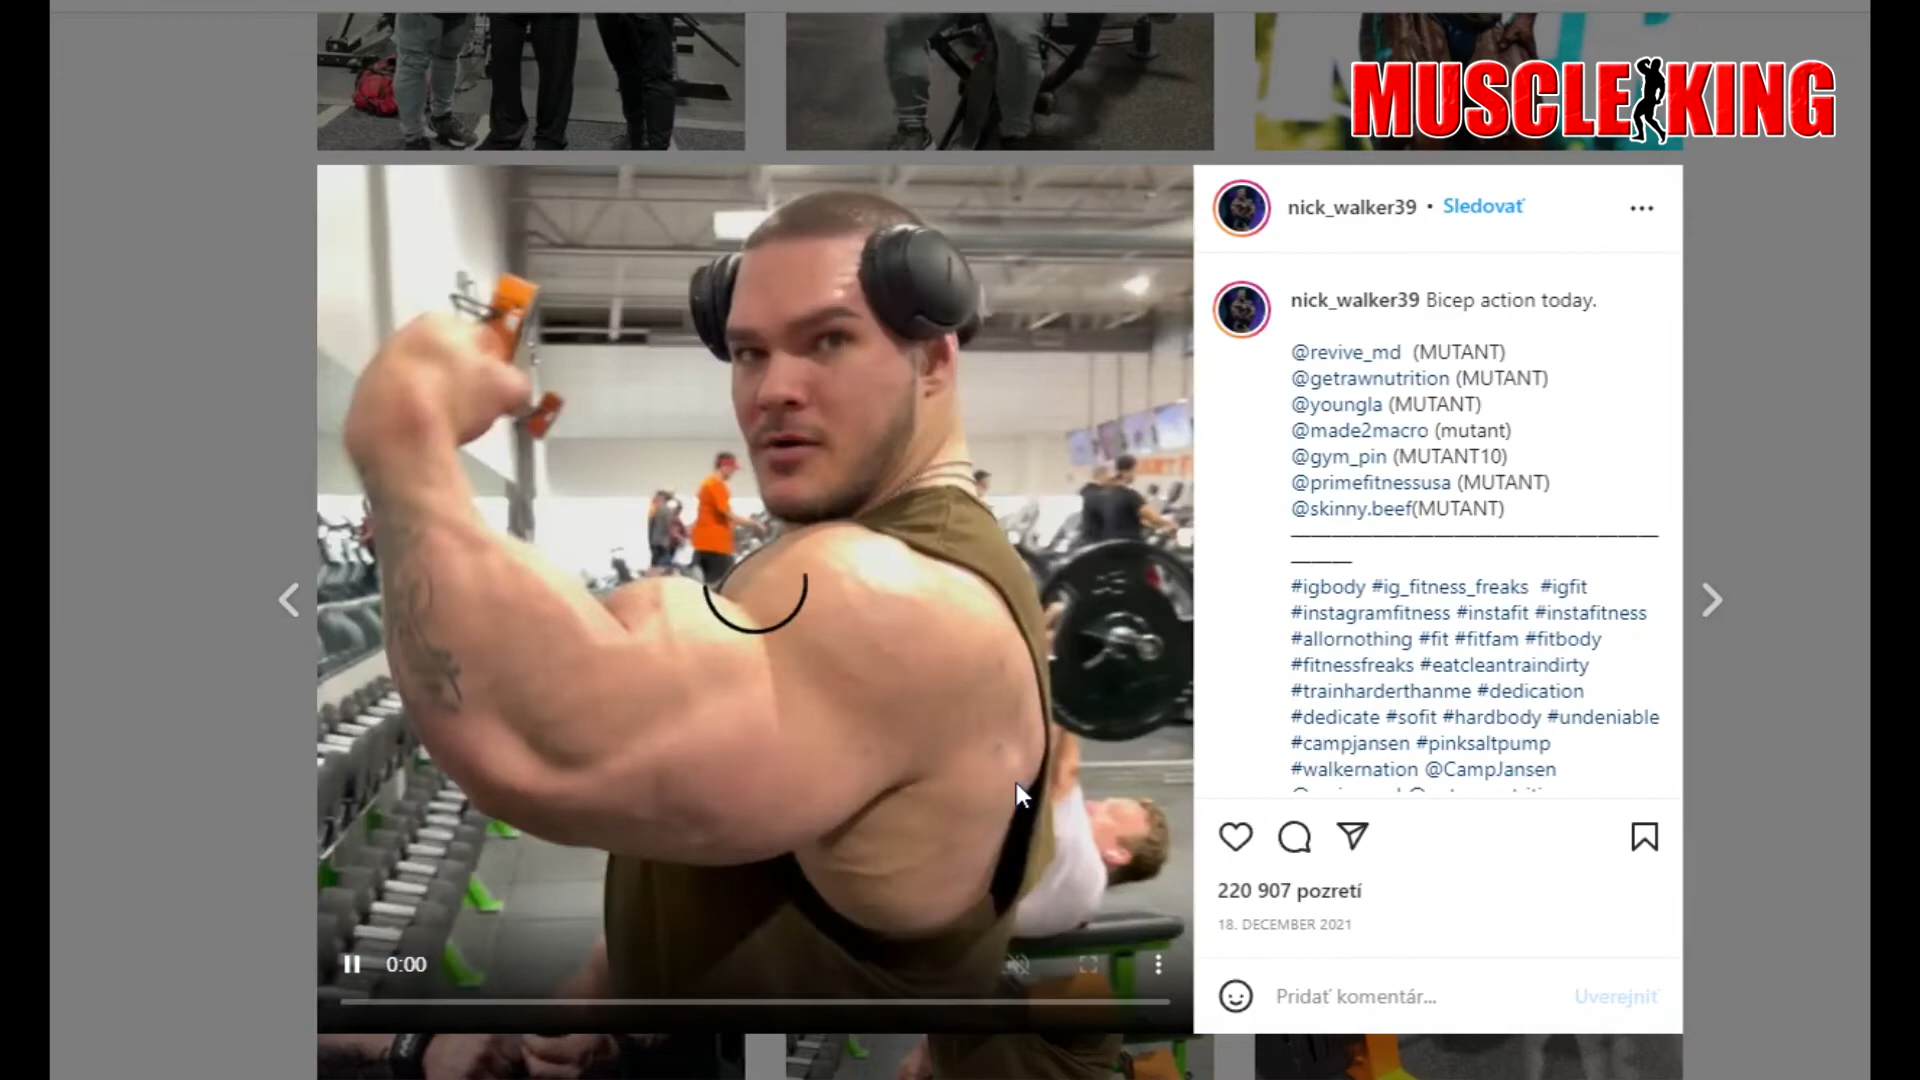 MUSCLE KING
nick_walker39 • Sledovať
nick_walker39 Bicep action today.
@revive_md (MUTANT)
@getrawnutrition (MUTANT)
@youngla (MUTANT)
@made2macro (mutant)
@gym_pin (MUTANT10)
@primefitnessusa (MUTANT)
@skinny.beef(MUTANT)
#igbody #ig_fitness_freaks #igfit
#instagramfitness #instafit #instafitness
#allornothing #fit #fitfam #fitbody
#fitnessfreaks #eatcleantraindirty
#trainharderthanme #dedication
#dedicate #sofit #hardbody #undeniable
#campjansen #pinksaltpump
#walkernation @CampJansen
220 907 pozretí
18. DECEMBER 2021
0:00
Pridať komentár... Uverejniť